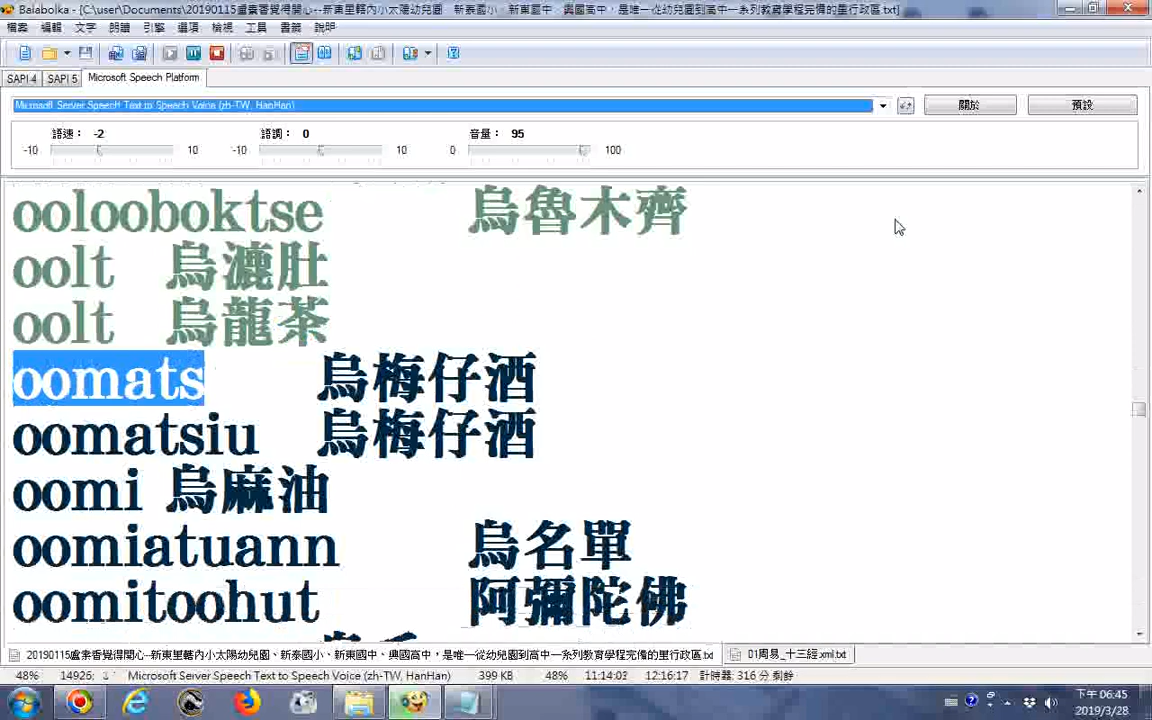 Balabolka - [C:\user\Documents\20190115盧素香覺得開心--新東里轄內小太陽幼兒園、新泰國小、新東國中、興國高中，是唯一從幼兒園到高中一系列教育學程完備的里行政區.txt]
檔案 編輯 文字 朗讀 引擎 選項 檢視 工具 書籤 說明
SAPI 4 SAPI 5 Microsoft Speech Platform
Microsoft Server Speech Text to Speech Voice (zh-TW, HanHan) 關於 預設
語速： -2 語調： 0 音量： 95
-10 10 -10 10 0 100
oolooboktse 烏魯木齊
oolt 烏漉肚
oolt 烏龍茶
oomats 烏梅仔酒
oomatsiu 烏梅仔酒
oomi 烏麻油
oomiatuann 烏名單
oomitoohut 阿彌陀佛
20190115盧素香覺得開心--新東里轄內小太陽幼兒園、新泰國小、新東國中、興國高中，是唯一從幼兒園到高中一系列教育學程完備的里行政區.txt 01周易_十三經.xml.txt
48% Microsoft Server Speech Text to Speech Voice (zh-TW, HanHan) 399 KB 48% 11:14:03 12:16:17 計時器: 316 分 剩餘
下午 06:45
2019/3/28